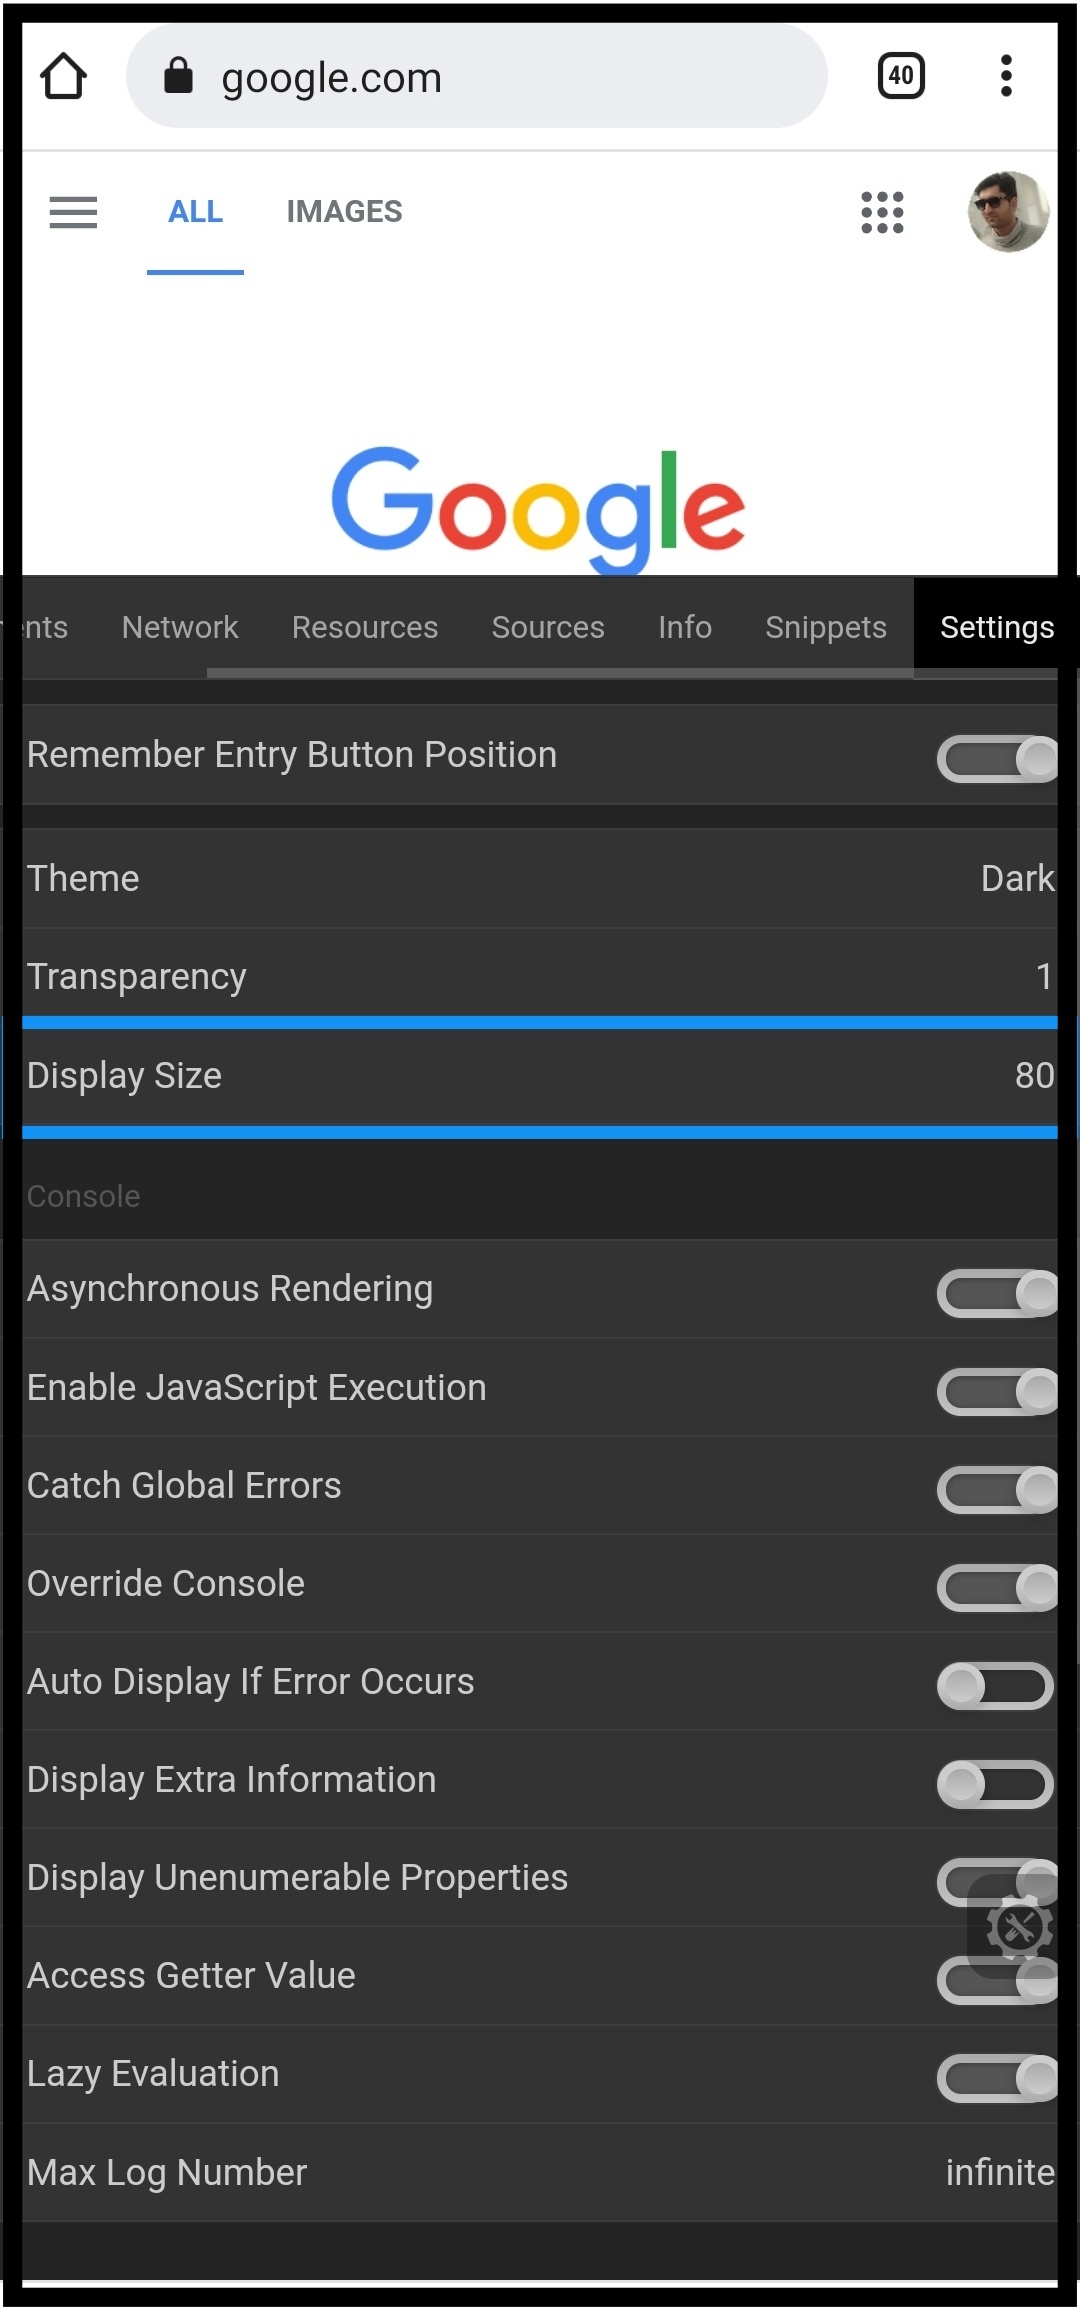 google.com
40
ALL IMAGES
Google
ents Network Resources Sources Info Snippets Settings
Remember Entry Button Position
Theme Dark
Transparency 1
Display Size 80
Console
Asynchronous Rendering
Enable JavaScript Execution
Catch Global Errors
Override Console
Auto Display If Error Occurs
Display Extra Information
Display Unenumerable Properties
Access Getter Value
Lazy Evaluation
Max Log Number infinite